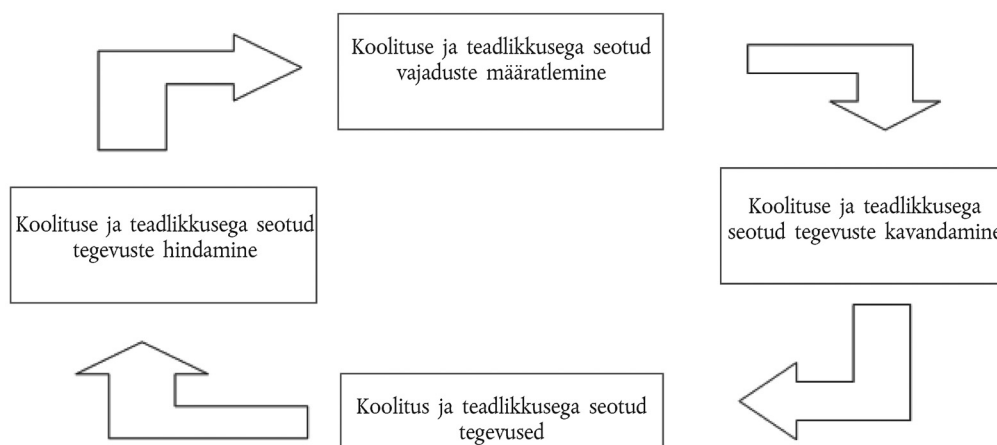 Koolituse ja teadlikkusega seotud
vajaduste määratlemine
Koolituse ja teadlikkusega
seotud tegevuste kavandamine
Koolitus ja teadlikkusega seotud
tegevused
Koolituse ja teadlikkusega seotud
tegevuste hindamine